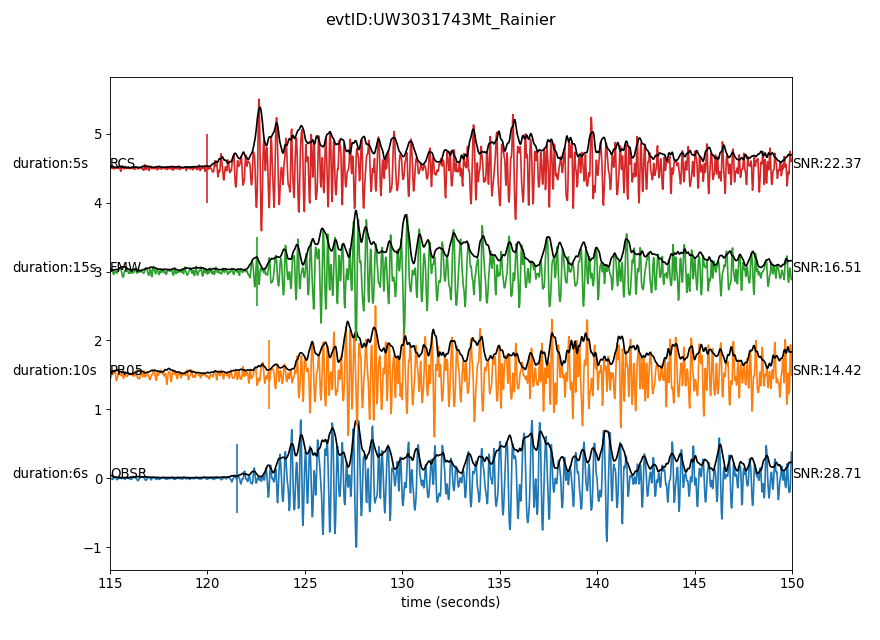 evtID:UW3031743Mt_Rainier
5
duration:5s RCS SNR:22.37
4
duration:15s EMW SNR:16.51
3
2
duration:10s PR05 SNR:14.42
1
duration:6s OBSR SNR:28.71
0
−1
115 120 125 130 135 140 145 150
time (seconds)